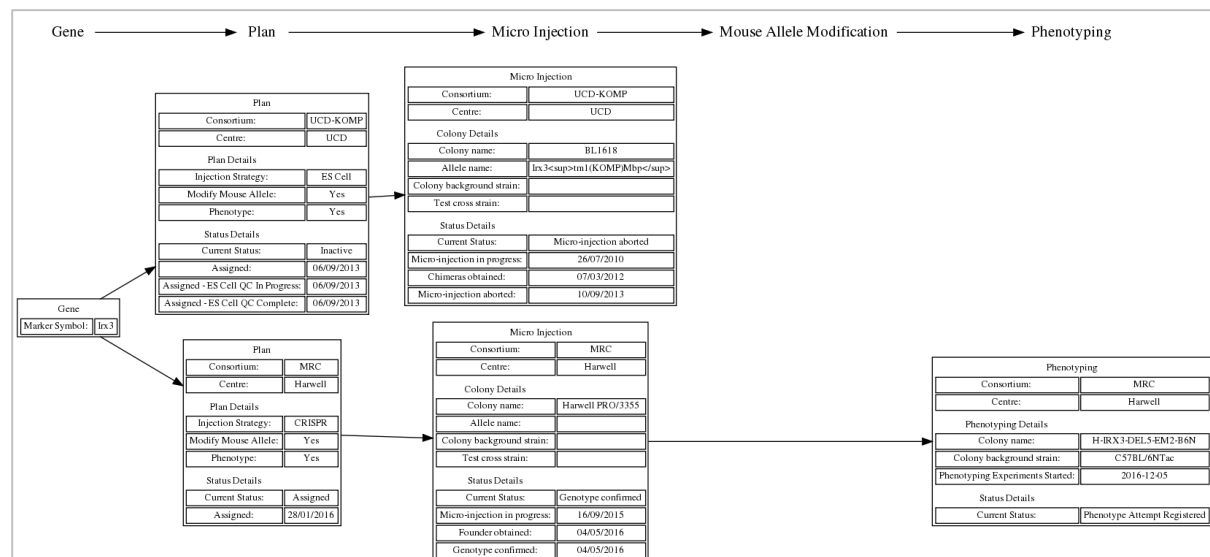 Gene Plan Micro Injection Mouse Allele Modification Phenotyping
Plan
Consortium: UCD-KOMP
Centre: UCD
Plan Details
Injection Strategy: ES Cell
Modify Mouse Allele: Yes
Phenotype: Yes
Status Details
Current Status: Inactive
Assigned: 06/09/2013
Assigned - ES Cell QC In Progress: 06/09/2013
Assigned - ES Cell QC Complete: 06/09/2013
Micro Injection
Consortium: UCD-KOMP
Centre: UCD
Colony Details
Colony name: BL1618
Allele name: Irx3<sup>tm1(KOMP)Mbp</sup>
Colony background strain:
Test cross strain:
Status Details
Current Status: Micro-injection aborted
Micro-injection in progress: 26/07/2010
Chimeras obtained: 07/03/2012
Micro-injection aborted: 10/09/2013
Gene
Marker Symbol: Irx3
Plan
Consortium: MRC
Centre: Harwell
Plan Details
Injection Strategy: CRISPR
Modify Mouse Allele: Yes
Phenotype: Yes
Status Details
Current Status: Assigned
Assigned: 28/01/2016
Micro Injection
Consortium: MRC
Centre: Harwell
Colony Details
Colony name: Harwell PRO/3355
Allele name:
Colony background strain:
Test cross strain:
Status Details
Current Status: Genotype confirmed
Micro-injection in progress: 16/09/2015
Founder obtained: 04/05/2016
Genotype confirmed: 04/05/2016
Phenotyping
Consortium: MRC
Centre: Harwell
Phenotyping Details
Colony name: H-IRX3-DEL5-EM2-B6N
Colony background strain: C57BL/6NTac
Phenotyping Experiments Started: 2016-12-05
Status Details
Current Status: Phenotype Attempt Registered